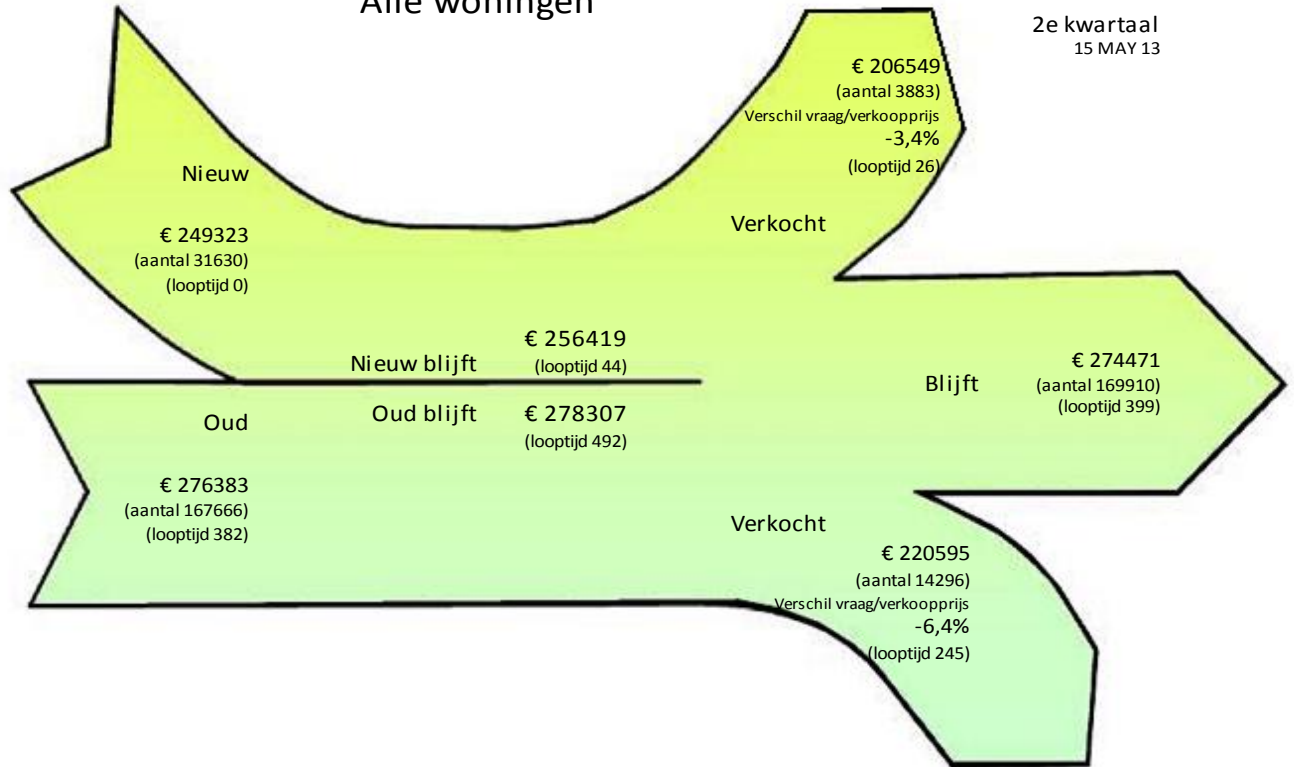 Alle woningen
2e kwartaal
15 MAY 13
€ 206549
(aantal 3883)
Verschil vraag/verkoopprijs
-3,4%
(looptijd 26)
Verkocht
Nieuw
€ 249323
(aantal 31630)
(looptijd 0)
Nieuw blijft
€ 256419
(looptijd 44)
Oud blijft
€ 278307
(looptijd 492)
Blijft
€ 274471
(aantal 169910)
(looptijd 399)
Oud
€ 276383
(aantal 167666)
(looptijd 382)
Verkocht
€ 220595
(aantal 14296)
Verschil vraag/verkoopprijs
-6,4%
(looptijd 245)